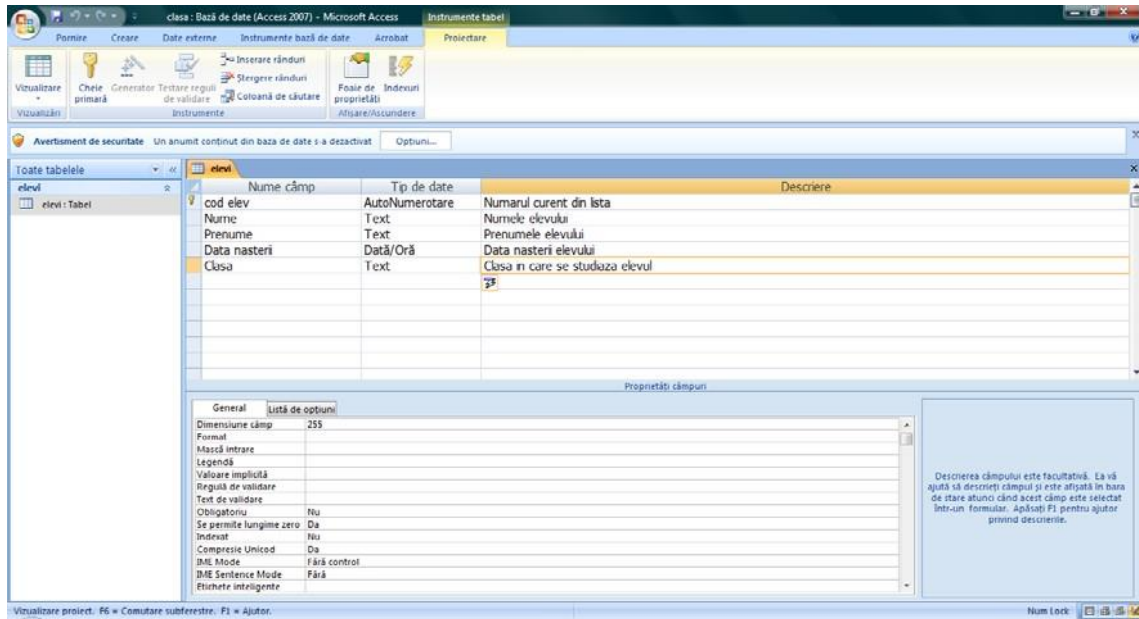 clasa : Bază de date (Access 2007) - Microsoft Access
Instrumente tabel
Pornire Creare Date externe Instrumente bază de date Acrobat Proiectare
Vizualizare
Cheie primară
Generator
Testare reguli de validare
Inserare rânduri
Ștergere rânduri
Coloană de căutare
Foaie de proprietăți
Indexuri
Vizualizări Instrumente Afișare/Ascundere
Avertisment de securitate Un anumit conținut din baza de date s-a dezactivat Opțiuni...
Toate tabelele
elevi
elevi : Tabel
elevi
Nume câmp Tip de date Descriere
cod elev AutoNumerotare Numarul curent din lista
Nume Text Numele elevului
Prenume Text Prenumele elevului
Data nasterii Dată/Oră Data nasterii elevului
Clasa Text Clasa in care se studiaza elevul
Proprietăți câmpuri
General Listă de opțiuni
Dimensiune câmp 255
Format
Mască intrare
Legendă
Valoare implicită
Regulă de validare
Text de validare
Obligatoriu Nu
Se permite lungime zero Da
Indexat Nu
Compresie Unicod Da
IME Mode Fără control
IME Sentence Mode Fără
Etichete inteligente
Descrierea câmpului este facultativă. Ea vă
ajută să descrieți câmpul și este afișată în bara
de stare atunci când acest câmp este selectat
într-un formular. Apăsați F1 pentru ajutor
privind descrierile.
Vizualizare proiect. F6 = Comutare subferestre. F1 = Ajutor.
Num Lock